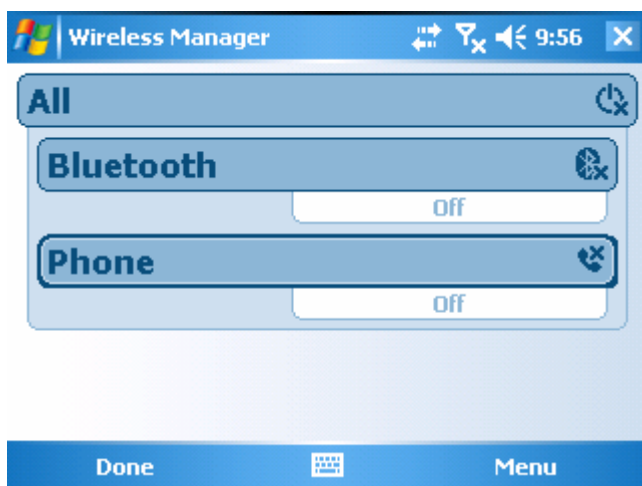 Wireless Manager 9:56
All
Bluetooth
Off
Phone
Off
Done Menu